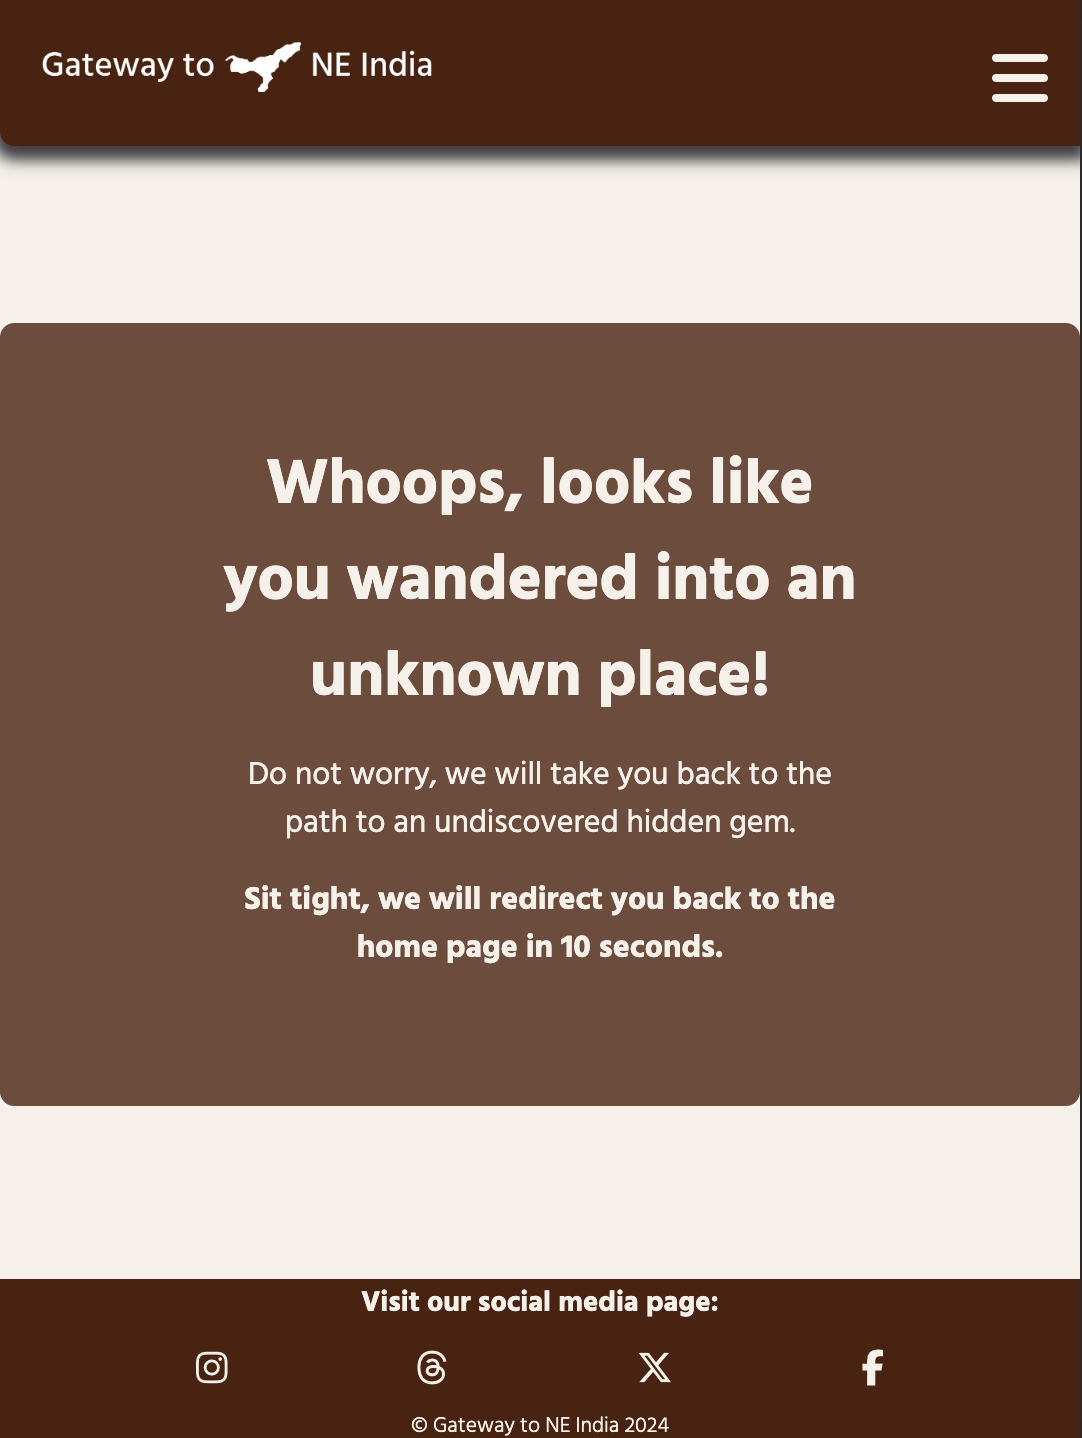 Gateway to NE India
Whoops, looks like
you wandered into an
unknown place!
Do not worry, we will take you back to the
path to an undiscovered hidden gem.
Sit tight, we will redirect you back to the
home page in 10 seconds.
Visit our social media page:
© Gateway to NE India 2024